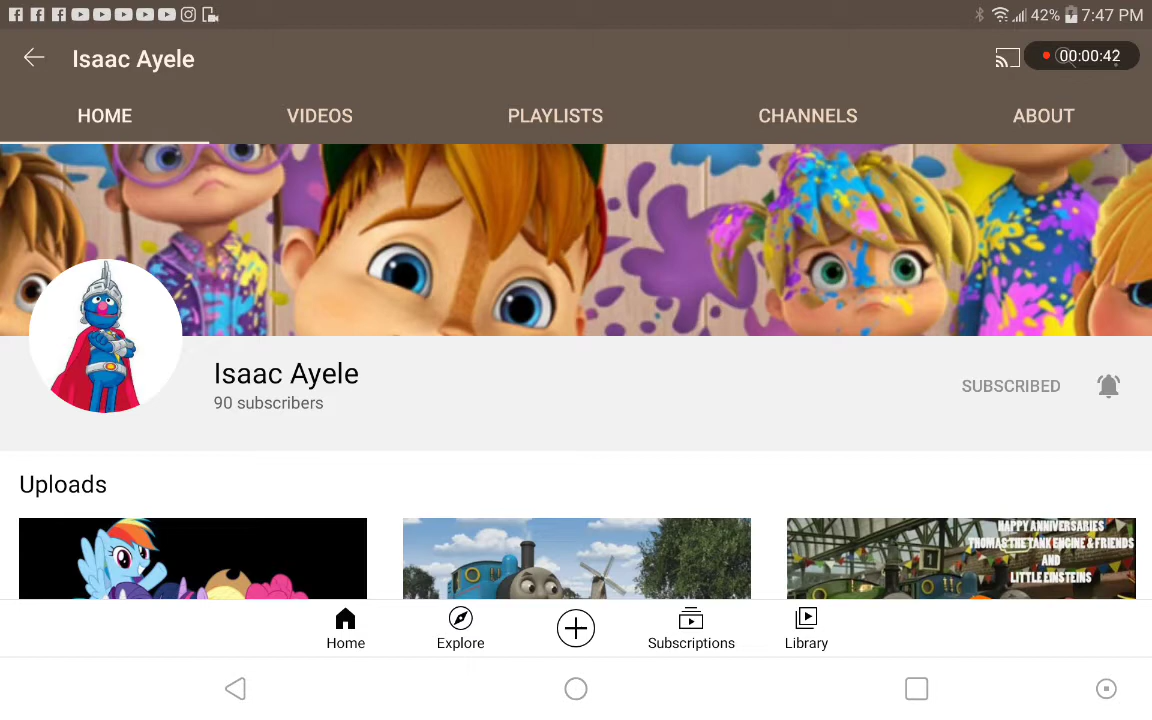 42% 7:47 PM
Isaac Ayele
00:00:42
HOME VIDEOS PLAYLISTS CHANNELS ABOUT
Isaac Ayele
90 subscribers
SUBSCRIBED
Uploads
HAPPY ANNIVERSARIES
THOMAS THE TANK ENGINE & FRIENDS
AND
LITTLE EINSTEINS
Home Explore Subscriptions Library